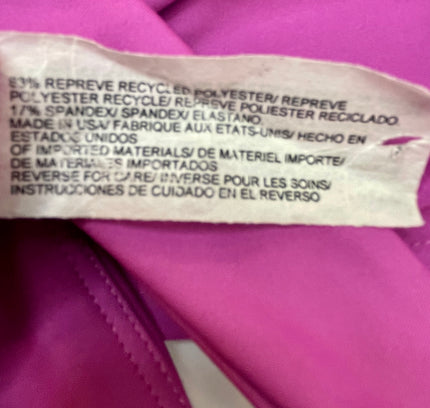 83% REPREVE RECYCLED POLYESTER/ REPREVE
POLYESTER RECYCLE/ REPREVE POLIESTER RECICLADO
17% SPANDEX/ SPANDEX/ ELASTANO.
MADE IN USA/ FABRIQUE AUX ETATS-UNIS/ HECHO EN
ESTADOS UNIDOS
OF IMPORTED MATERIALS/ DE MATERIEL IMPORTE/
DE MATERIALES IMPORTADOS
REVERSE FOR CARE/ INVERSE POUR LES SOINS/
INSTRUCCIONES DE CUIDADO EN EL REVERSO